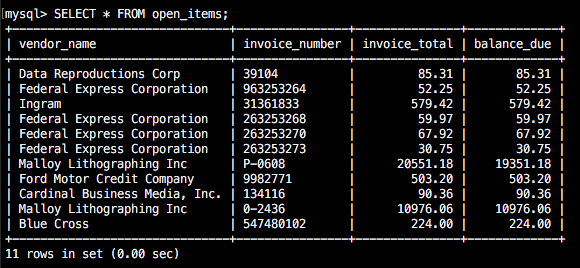 mysql> SELECT * FROM open_items;
+----------------------------+----------------+---------------+-------------+
| vendor_name | invoice_number | invoice_total | balance_due |
+----------------------------+----------------+---------------+-------------+
| Data Reproductions Corp | 39104 | 85.31 | 85.31 |
| Federal Express Corporation | 963253264 | 52.25 | 52.25 |
| Ingram | 31361833 | 579.42 | 579.42 |
| Federal Express Corporation | 263253268 | 59.97 | 59.97 |
| Federal Express Corporation | 263253270 | 67.92 | 67.92 |
| Federal Express Corporation | 263253273 | 30.75 | 30.75 |
| Malloy Lithographing Inc | P-0608 | 20551.18 | 19351.18 |
| Ford Motor Credit Company | 9982771 | 503.20 | 503.20 |
| Cardinal Business Media, Inc. | 134116 | 90.36 | 90.36 |
| Malloy Lithographing Inc | 0-2436 | 10976.06 | 10976.06 |
| Blue Cross | 547480102 | 224.00 | 224.00 |
+----------------------------+----------------+---------------+-------------+
11 rows in set (0.00 sec)